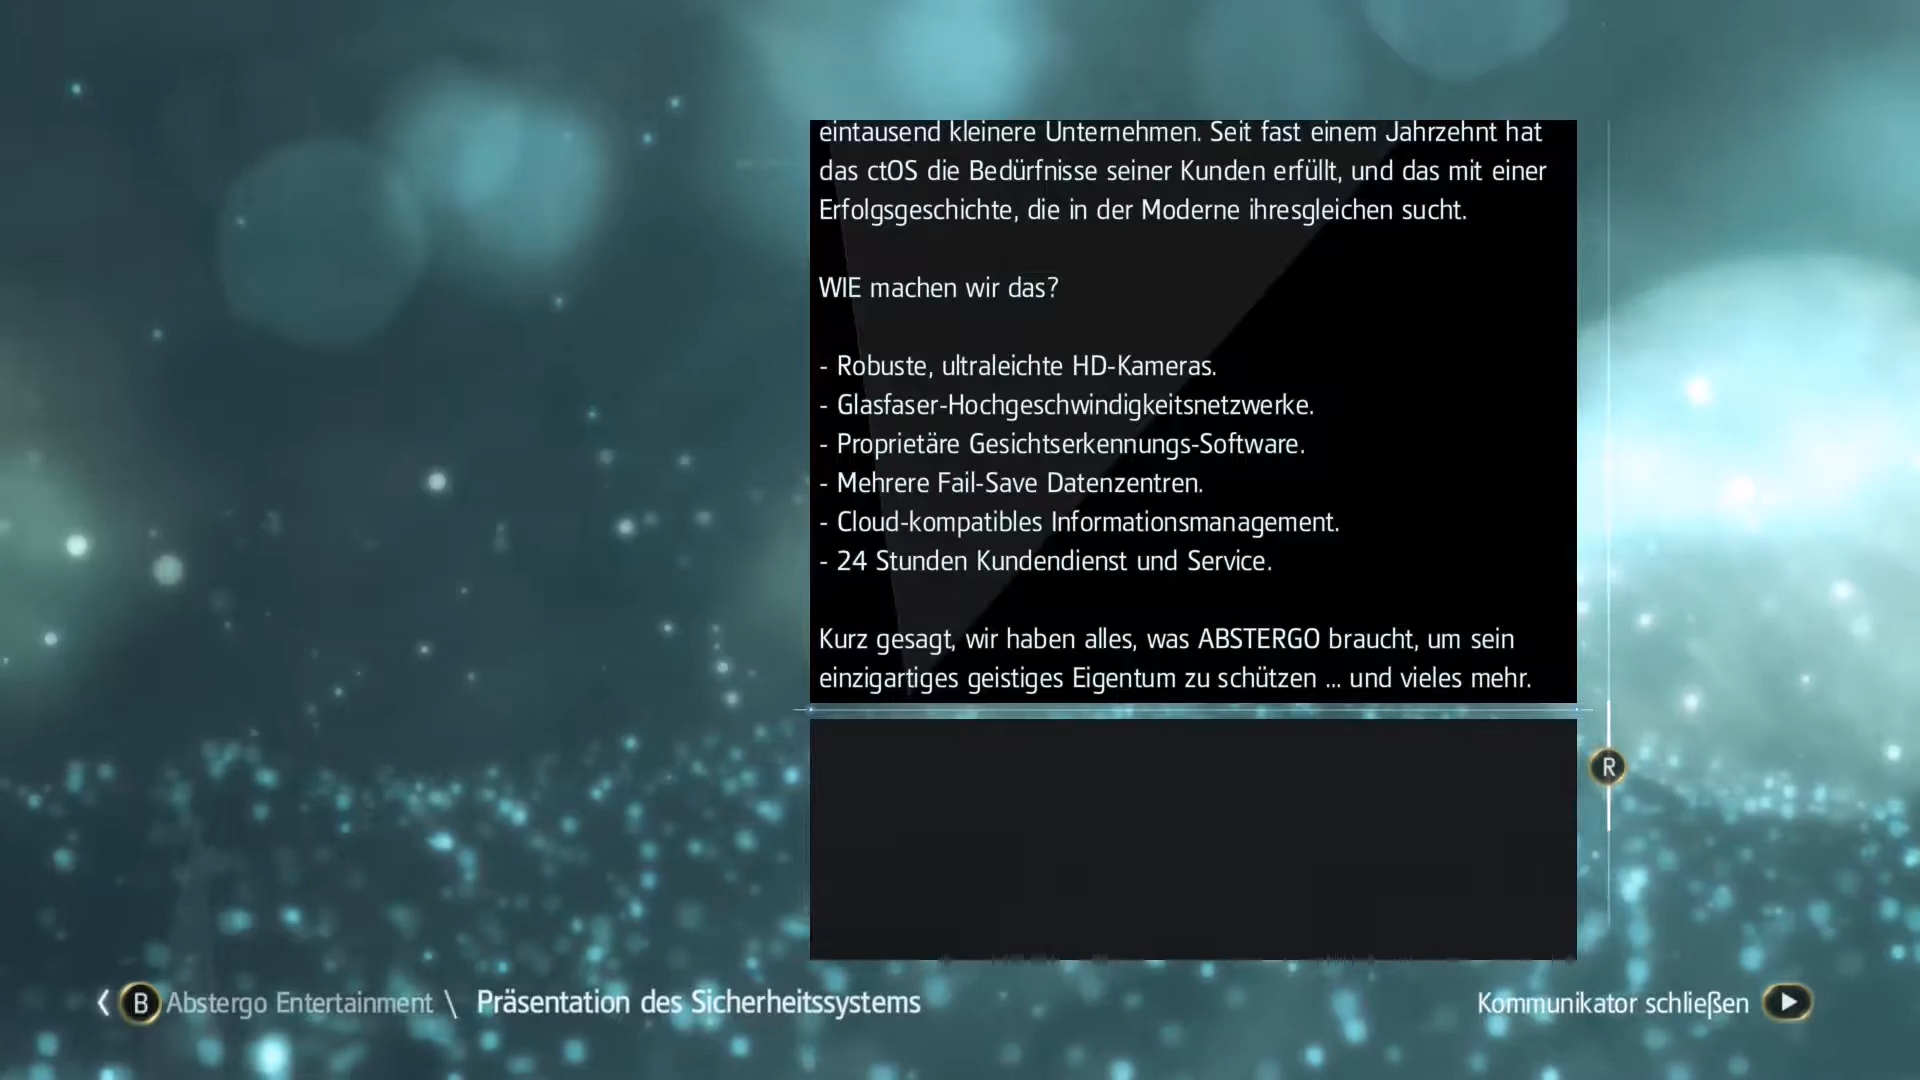 eintausend kleinere Unternehmen. Seit fast einem Jahrzehnt hat
das ctOS die Bedürfnisse seiner Kunden erfüllt, und das mit einer
Erfolgsgeschichte, die in der Moderne ihresgleichen sucht.
WIE machen wir das?
- Robuste, ultraleichte HD-Kameras.
- Glasfaser-Hochgeschwindigkeitsnetzwerke.
- Proprietäre Gesichtserkennungs-Software.
- Mehrere Fail-Save Datenzentren.
- Cloud-kompatibles Informationsmanagement.
- 24 Stunden Kundendienst und Service.
Kurz gesagt, wir haben alles, was ABSTERGO braucht, um sein
einzigartiges geistiges Eigentum zu schützen ... und vieles mehr.
R
B Abstergo Entertainment \ Präsentation des Sicherheitssystems
Kommunikator schließen